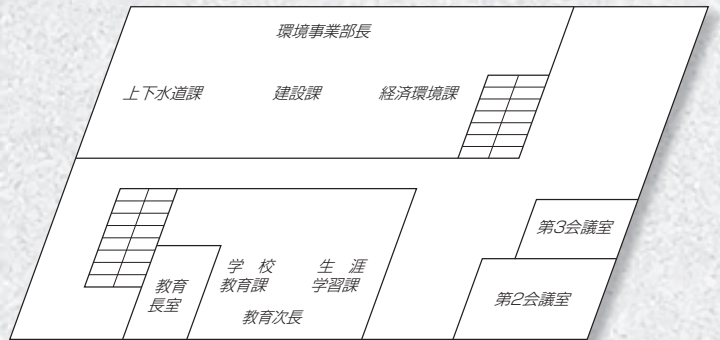 環境事業部長
上下水道課 建設課 経済環境課
第3会議室
学校 生涯
教育課 学習課
教育
長室
第2会議室
教育次長